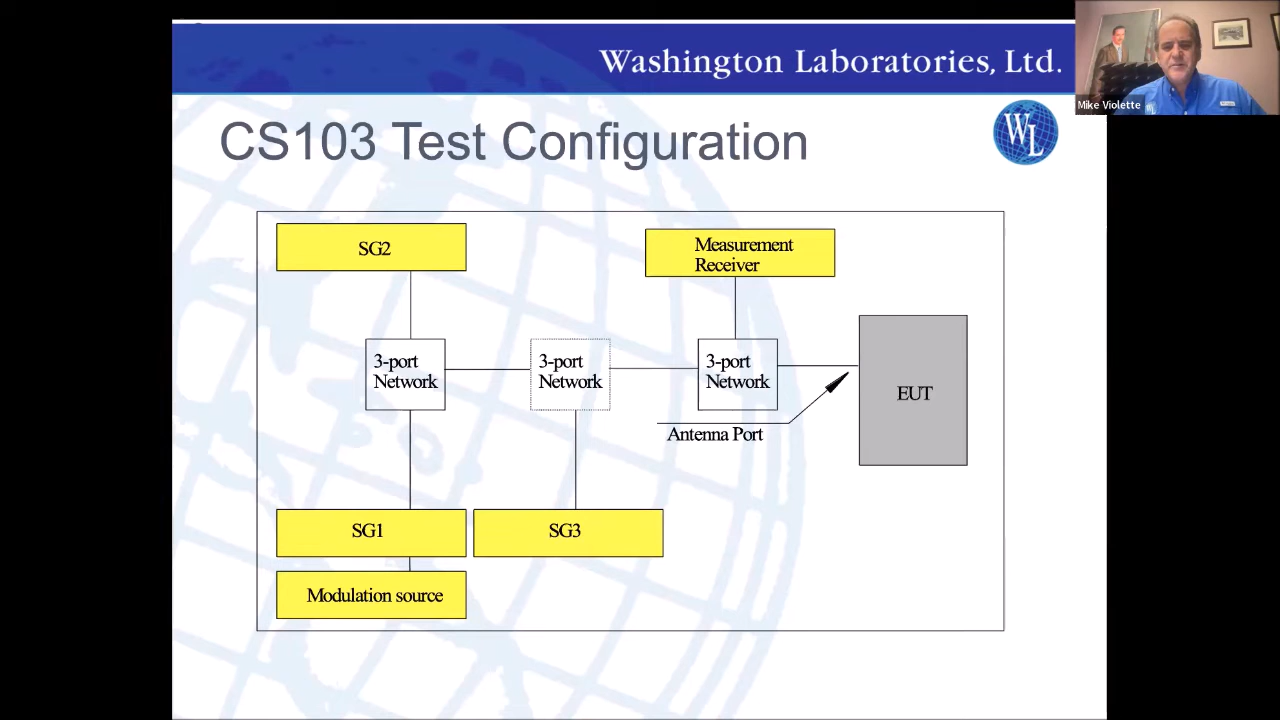 Washington Laboratories, Ltd.
Mike Violette
CS103 Test Configuration
WL
SG2
Measurement
Receiver
3-port
Network
3-port
Network
3-port
Network
EUT
Antenna Port
SG1
SG3
Modulation source